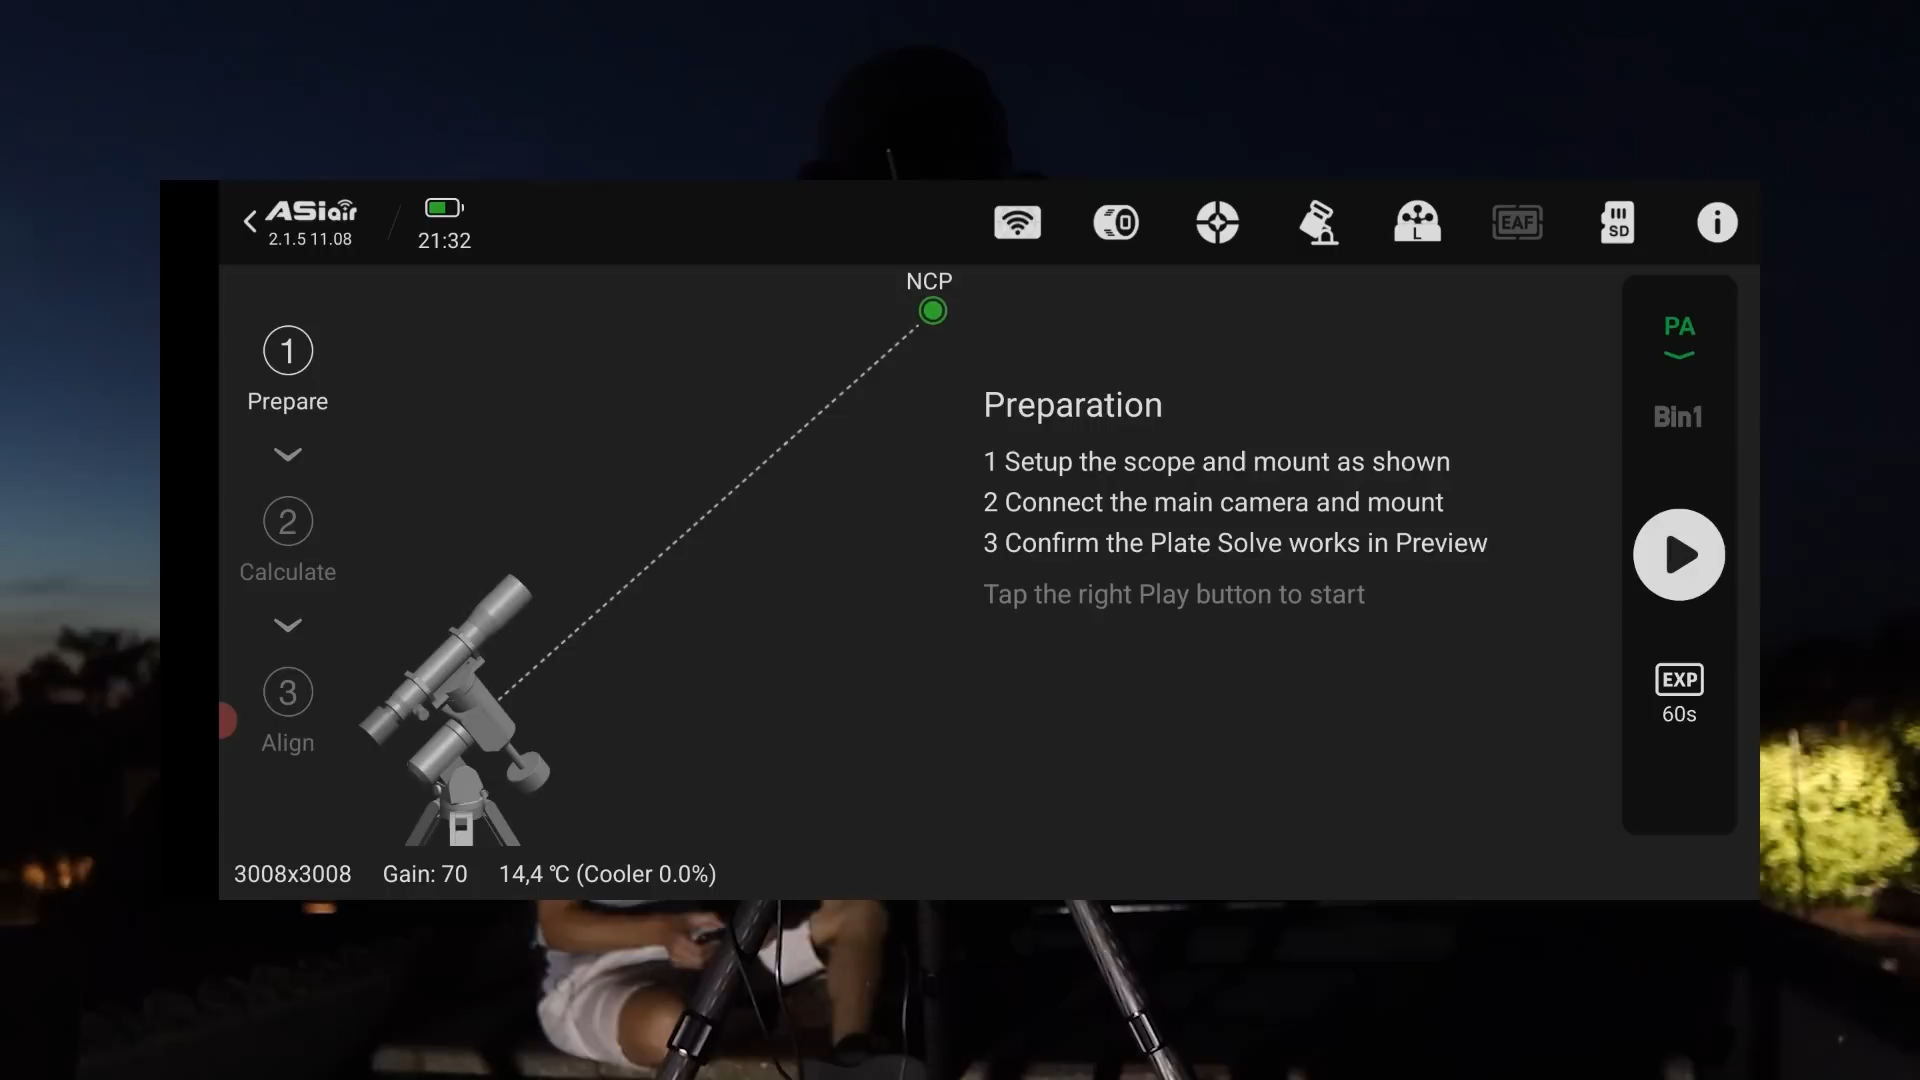 ASIair
2.1.5 11.08
21:32
L
EAF
SD
NCP
1
Prepare
2
Calculate
3
Align
Preparation
1 Setup the scope and mount as shown
2 Connect the main camera and mount
3 Confirm the Plate Solve works in Preview
Tap the right Play button to start
PA
Bin1
EXP
60s
3008x3008 Gain: 70 14,4 ℃ (Cooler 0.0%)